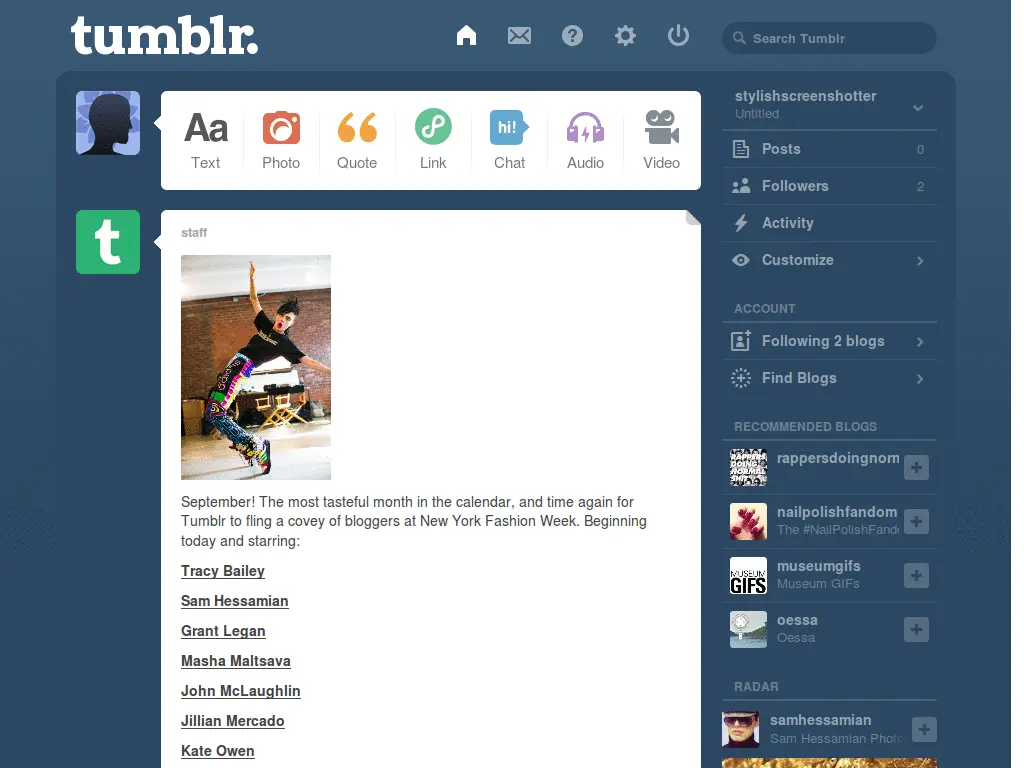 tumblr.
Search Tumblr
Aa
hi!
Text
Photo
Quote
Link
Chat
Audio
Video
t
staff
September! The most tasteful month in the calendar, and time again for
Tumblr to fling a covey of bloggers at New York Fashion Week. Beginning
today and starring:
Tracy Bailey
Sam Hessamian
Grant Legan
Masha Maltsava
John McLaughlin
Jillian Mercado
Kate Owen
stylishscreenshotter
Untitled
Posts 0
Followers 2
Activity
Customize
ACCOUNT
Following 2 blogs
Find Blogs
RECOMMENDED BLOGS
RAPPERS
DOING
NORMAL
SHIT
rappersdoingnorm
nailpolishfandom
The #NailPolishFand
MUSEUM
GIFS
museumgifs
Museum GIFs
oessa
Oessa
RADAR
samhessamian
Sam Hessamian Photo